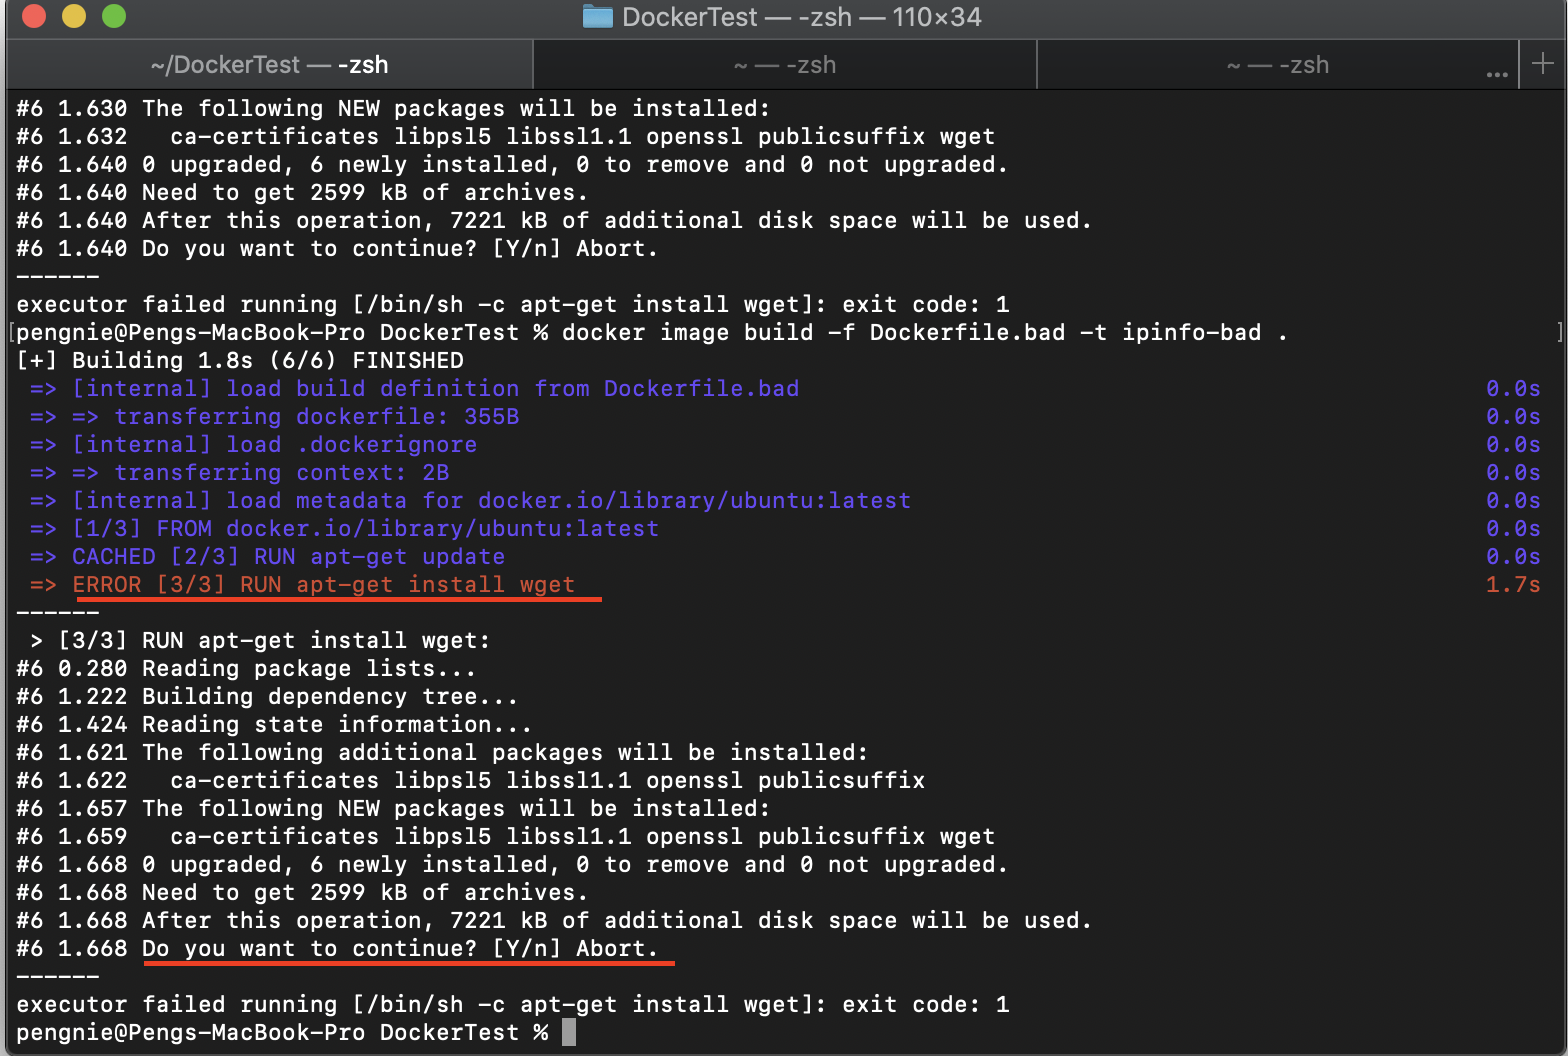 DockerTest — -zsh — 110×34
~/DockerTest — -zsh
~ — -zsh
~ — -zsh
... +
#6 1.630 The following NEW packages will be installed:
#6 1.632   ca-certificates libpsl5 libssl1.1 openssl publicsuffix wget
#6 1.640 0 upgraded, 6 newly installed, 0 to remove and 0 not upgraded.
#6 1.640 Need to get 2599 kB of archives.
#6 1.640 After this operation, 7221 kB of additional disk space will be used.
#6 1.640 Do you want to continue? [Y/n] Abort.
------
executor failed running [/bin/sh -c apt-get install wget]: exit code: 1
[pengnie@Pengs-MacBook-Pro DockerTest % docker image build -f Dockerfile.bad -t ipinfo-bad . ]
[+] Building 1.8s (6/6) FINISHED
 => [internal] load build definition from Dockerfile.bad 0.0s
 => => transferring dockerfile: 355B 0.0s
 => [internal] load .dockerignore 0.0s
 => => transferring context: 2B 0.0s
 => [internal] load metadata for docker.io/library/ubuntu:latest 0.0s
 => [1/3] FROM docker.io/library/ubuntu:latest 0.0s
 => CACHED [2/3] RUN apt-get update 0.0s
 => ERROR [3/3] RUN apt-get install wget 1.7s
------
 > [3/3] RUN apt-get install wget:
#6 0.280 Reading package lists...
#6 1.222 Building dependency tree...
#6 1.424 Reading state information...
#6 1.621 The following additional packages will be installed:
#6 1.622   ca-certificates libpsl5 libssl1.1 openssl publicsuffix
#6 1.657 The following NEW packages will be installed:
#6 1.659   ca-certificates libpsl5 libssl1.1 openssl publicsuffix wget
#6 1.668 0 upgraded, 6 newly installed, 0 to remove and 0 not upgraded.
#6 1.668 Need to get 2599 kB of archives.
#6 1.668 After this operation, 7221 kB of additional disk space will be used.
#6 1.668 Do you want to continue? [Y/n] Abort.
------
executor failed running [/bin/sh -c apt-get install wget]: exit code: 1
pengnie@Pengs-MacBook-Pro DockerTest %